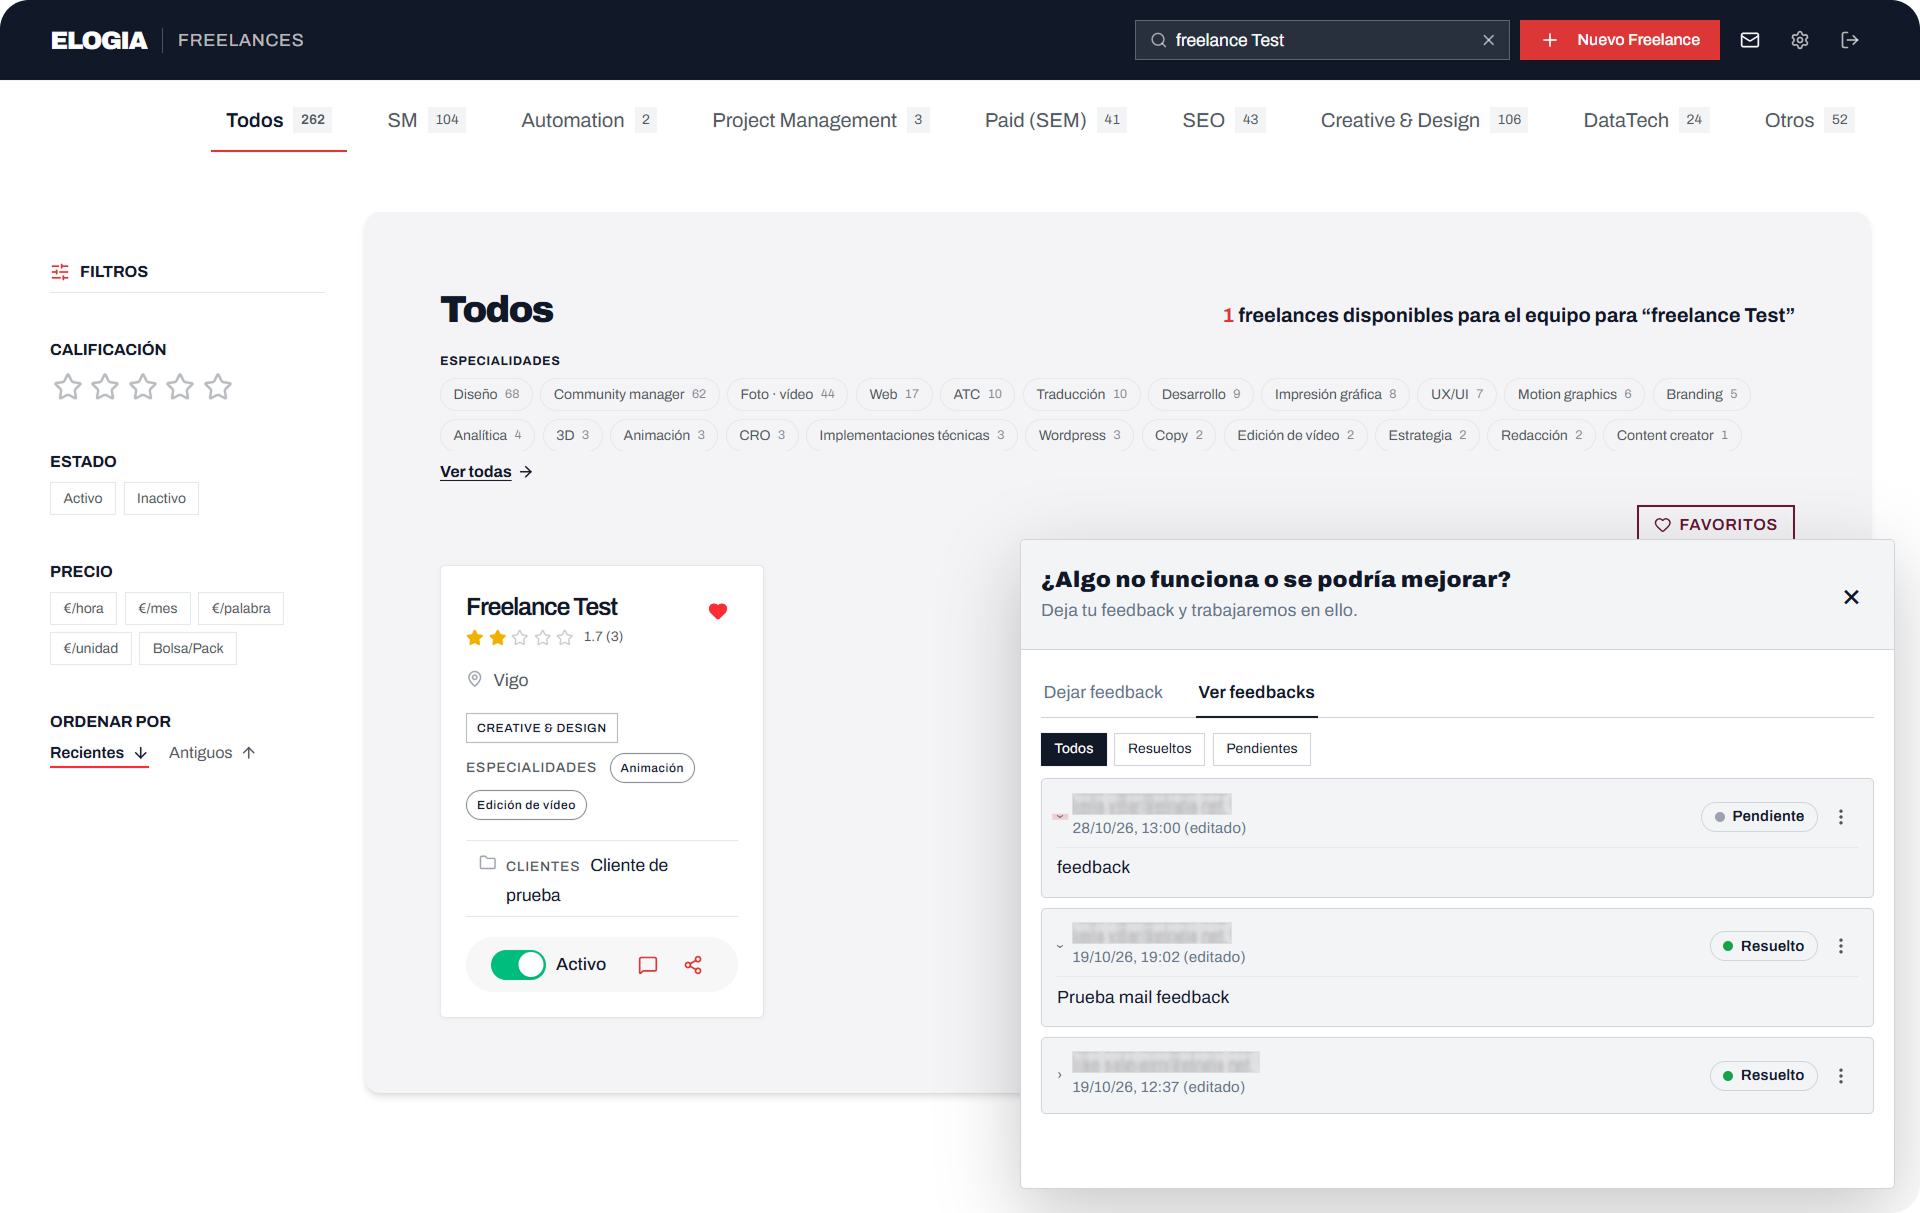 ELOGIA FREELANCES
freelance Test
Nuevo Freelance
Todos 262 SM 104 Automation 2 Project Management 3 Paid (SEM) 41 SEO 43 Creative & Design 106 DataTech 24 Otros 52
FILTROS
CALIFICACIÓN
ESTADO
Activo Inactivo
PRECIO
€/hora €/mes €/palabra
€/unidad Bolsa/Pack
ORDENAR POR
Recientes Antiguos
Todos
1 freelances disponibles para el equipo para “freelance Test”
ESPECIALIDADES
Diseño 68 Community manager 62 Foto · vídeo 44 Web 17 ATC 10 Traducción 10 Desarrollo 9 Impresión gráfica 8 UX/UI 7 Motion graphics 6 Branding 5
Analítica 4 3D 3 Animación 3 CRO 3 Implementaciones técnicas 3 Wordpress 3 Copy 2 Edición de vídeo 2 Estrategia 2 Redacción 2 Content creator 1
Ver todas
FAVORITOS
Freelance Test
1.7 (3)
Vigo
CREATIVE & DESIGN
ESPECIALIDADES Animación
Edición de vídeo
CLIENTES Cliente de
prueba
Activo
¿Algo no funciona o se podría mejorar?
Deja tu feedback y trabajaremos en ello.
Dejar feedback Ver feedbacks
Todos Resueltos Pendientes
28/10/26, 13:00 (editado)
Pendiente
feedback
19/10/26, 19:02 (editado)
Resuelto
Prueba mail feedback
19/10/26, 12:37 (editado)
Resuelto